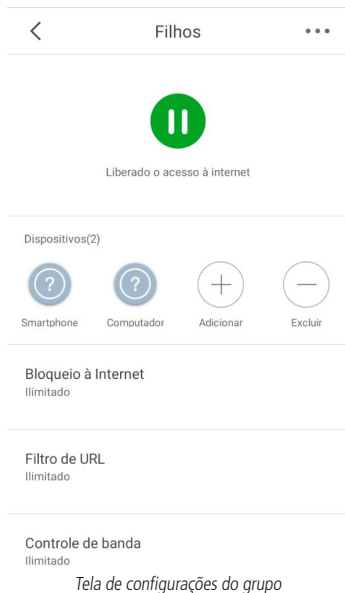 Filhos
Liberado o acesso à internet
Dispositivos(2)
Smartphone Computador Adicionar Excluir
Bloqueio à Internet
Ilimitado
Filtro de URL
Ilimitado
Controle de banda
Ilimitado
Tela de configurações do grupo